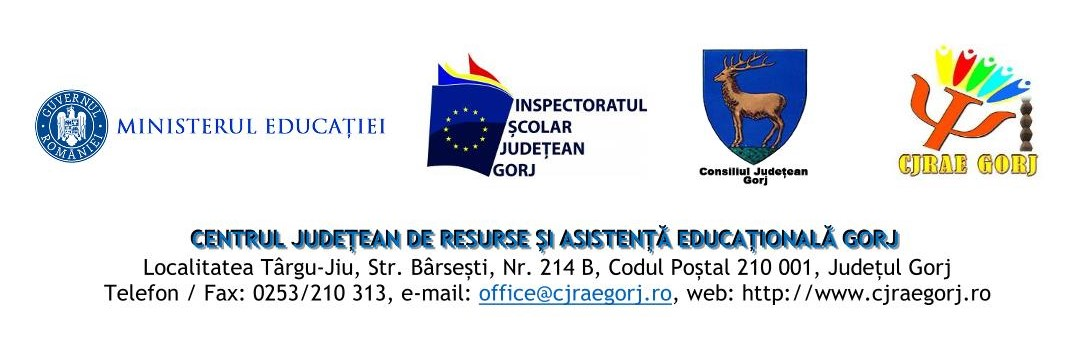 GUVERNUL ROMÂNIEI
MINISTERUL EDUCAȚIEI
INSPECTORATUL
ȘCOLAR
JUDEȚEAN
GORJ
Consiliul Județean
Gorj
CJRAE GORJ
CENTRUL JUDEȚEAN DE RESURSE ȘI ASISTENȚĂ EDUCAȚIONALĂ GORJ
Localitatea Târgu-Jiu, Str. Bârsești, Nr. 214 B, Codul Poștal 210 001, Județul Gorj
Telefon / Fax: 0253/210 313, e-mail: office@cjraegorj.ro, web: http://www.cjraegorj.ro